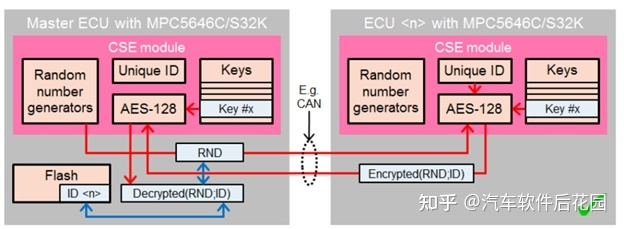 Master ECU with MPC5646C/S32K
CSE module
Random
number
generators
Unique ID
AES-128
Keys
Key #x
E.g.
CAN
ECU <n> with MPC5646C/S32K
CSE module
Random
number
generators
Unique ID
AES-128
Keys
Key #x
RND
Encrypted(RND;ID)
Flash
ID <n>
Decrypted(RND;ID)
知乎 @汽车软件后花园